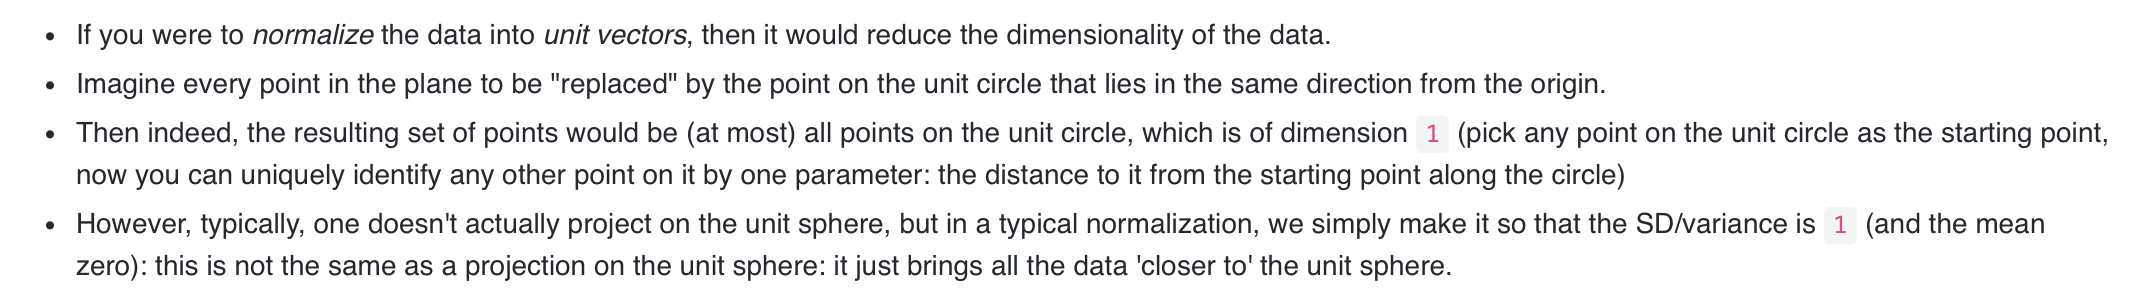 • If you were to normalize the data into unit vectors, then it would reduce the dimensionality of the data.
• Imagine every point in the plane to be "replaced" by the point on the unit circle that lies in the same direction from the origin.
• Then indeed, the resulting set of points would be (at most) all points on the unit circle, which is of dimension 1 (pick any point on the unit circle as the starting point,
now you can uniquely identify any other point on it by one parameter: the distance to it from the starting point along the circle)
• However, typically, one doesn't actually project on the unit sphere, but in a typical normalization, we simply make it so that the SD/variance is 1 (and the mean
zero): this is not the same as a projection on the unit sphere: it just brings all the data 'closer to' the unit sphere.